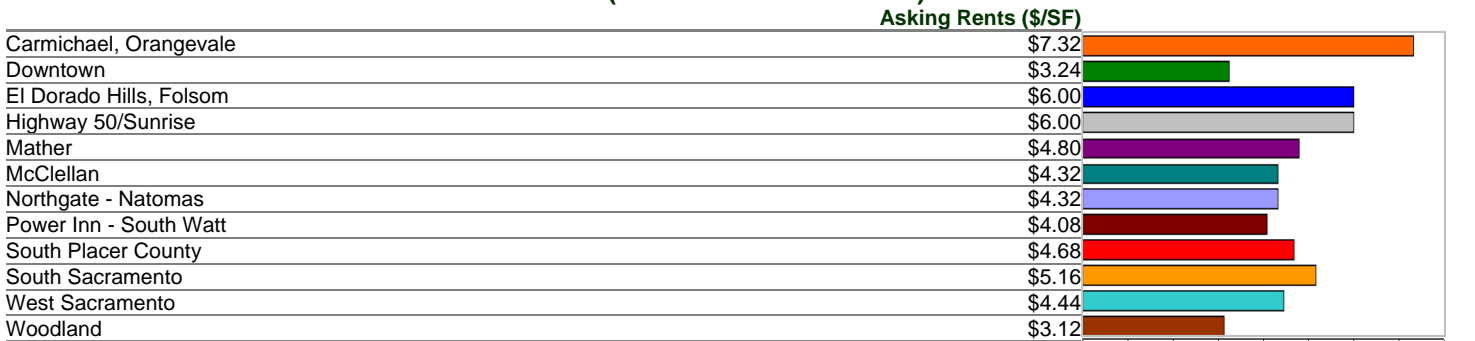 Asking Rents ($/SF)
Carmichael, Orangevale $7.32
Downtown $3.24
El Dorado Hills, Folsom $6.00
Highway 50/Sunrise $6.00
Mather $4.80
McClellan $4.32
Northgate - Natomas $4.32
Power Inn - South Watt $4.08
South Placer County $4.68
South Sacramento $5.16
West Sacramento $4.44
Woodland $3.12